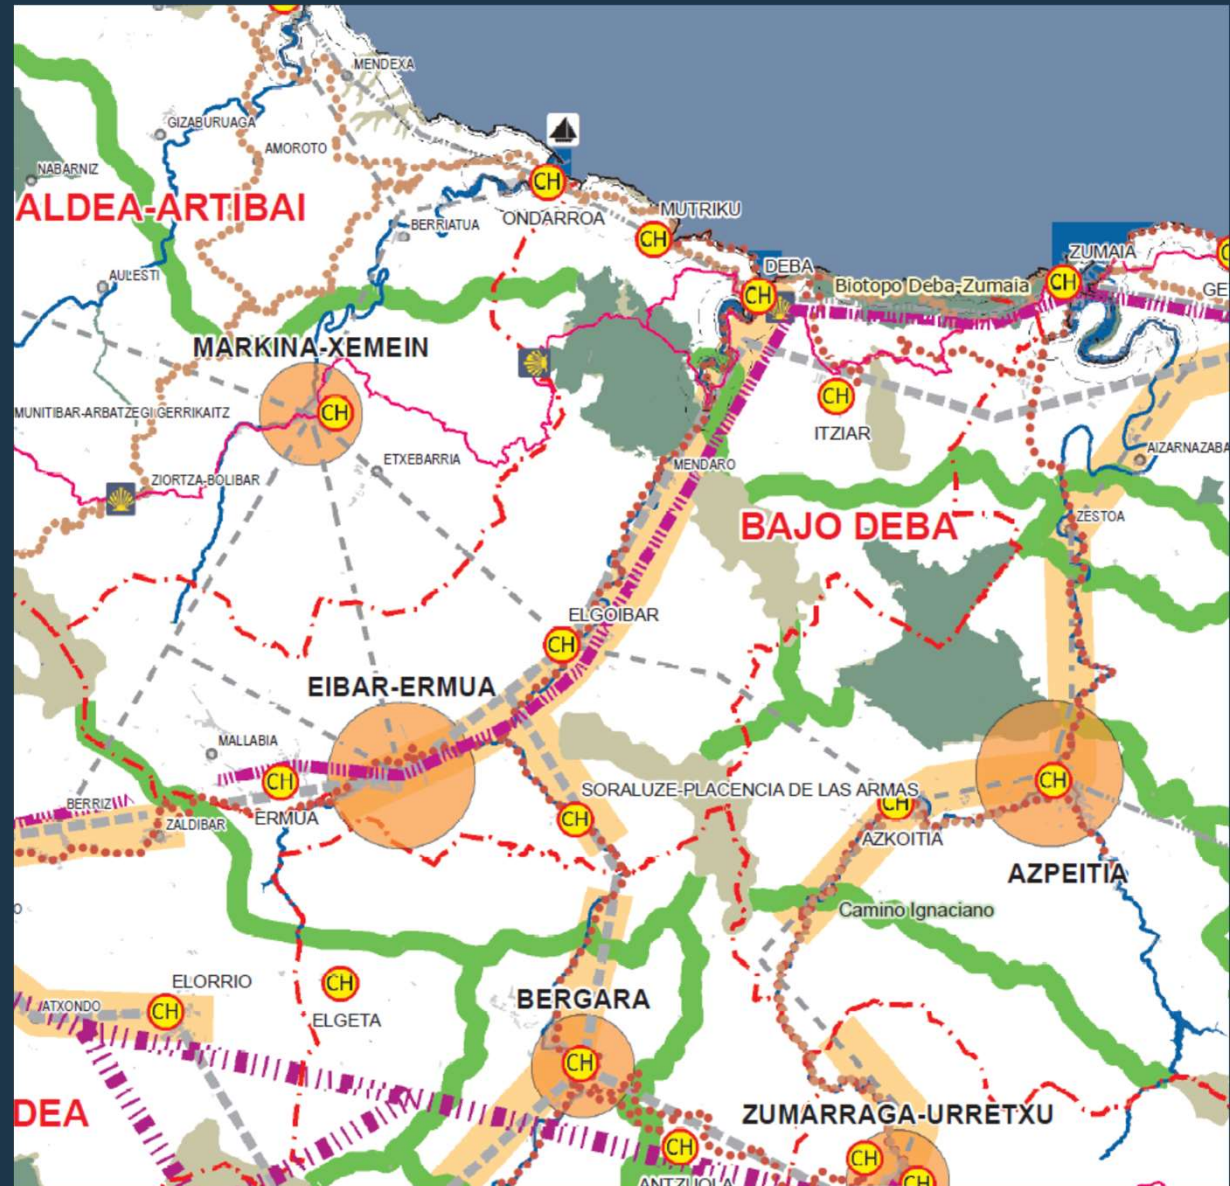 MENDEXA
GIZABURUAGA
AMOROTO
NABARNIZ
CH
ALDEA-ARTIBAI
ONDARROA
MUTRIKU
BERRIATUA
CH
DEBA
ZUMAIA
AULESTI
CH
Biotopo Deba-Zumaia
CH
GE
MARKINA-XEMEIN
MUNITIBAR-ARBATZEGI GERRIKAITZ
CH
CH
ITZIAR
ETXEBARRIA
MENDARO
AIZARNAZABA
ZIORTZA-BOLIBAR
BAJO DEBA
ZESTOA
ELGOIBAR
CH
EIBAR-ERMUA
MALLABIA
CH
SORALUZE-PLACENCIA DE LAS ARMAS
CH
CH
BERRIZ
ERMUA
CH
ZALDIBAR
AZKOITIA
AZPEITIA
Camino Ignaciano
ELORRIO
CH
BERGARA
ATXONDO
CH
ELGETA
CH
DEA
ZUMARRAGA-URRETXU
CH
CH
CH
ANTZUOLA